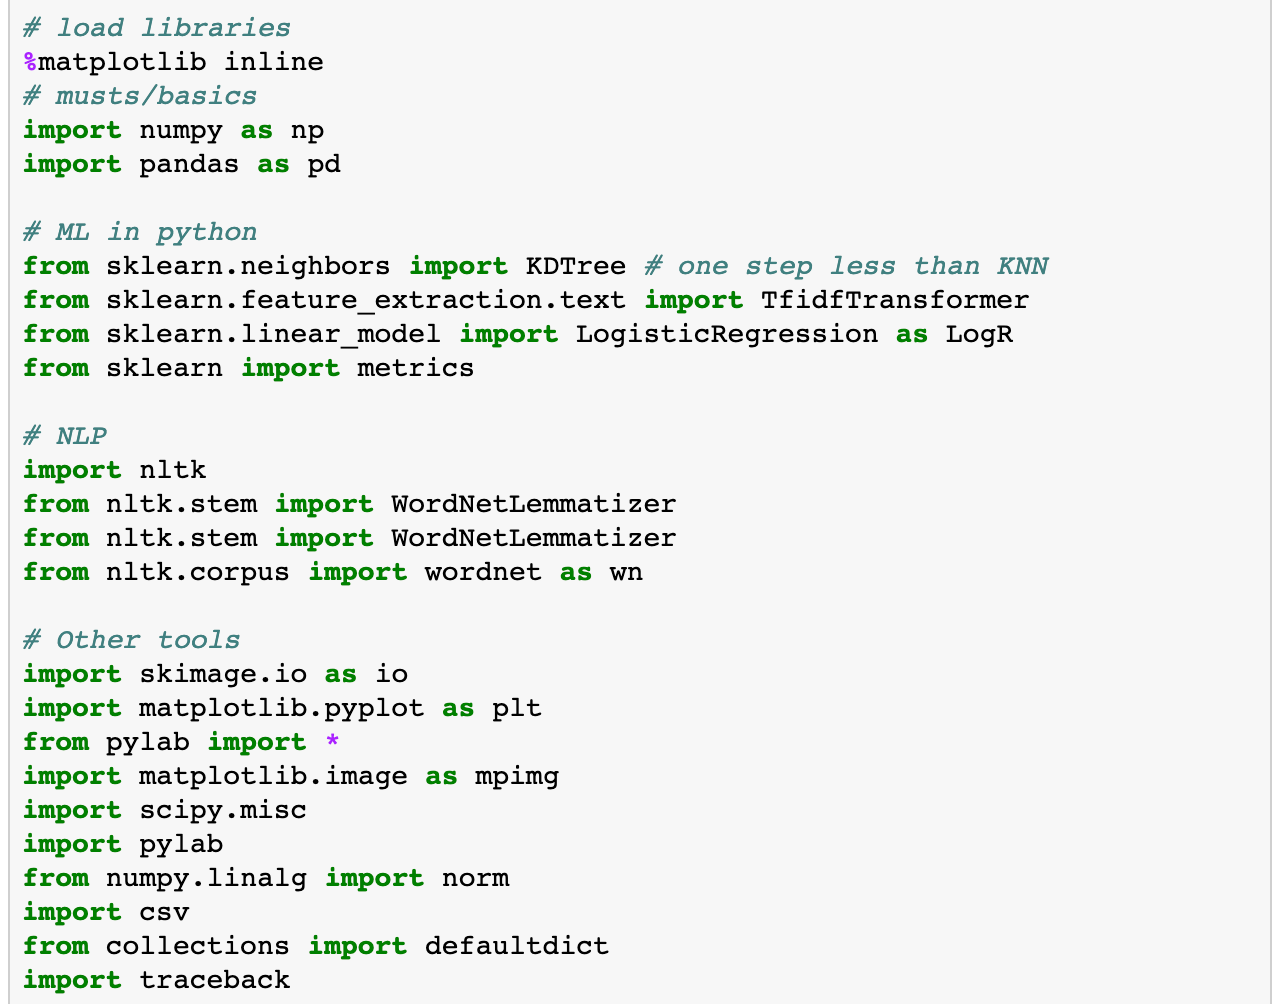 # load libraries
%matplotlib inline
# musts/basics
import numpy as np
import pandas as pd
# ML in python
from sklearn.neighbors import KDTree # one step less than KNN
from sklearn.feature_extraction.text import TfidfTransformer
from sklearn.linear_model import LogisticRegression as LogR
from sklearn import metrics
# NLP
import nltk
from nltk.stem import WordNetLemmatizer
from nltk.stem import WordNetLemmatizer
from nltk.corpus import wordnet as wn
# Other tools
import skimage.io as io
import matplotlib.pyplot as plt
from pylab import *
import matplotlib.image as mpimg
import scipy.misc
import pylab
from numpy.linalg import norm
import csv
from collections import defaultdict
import traceback